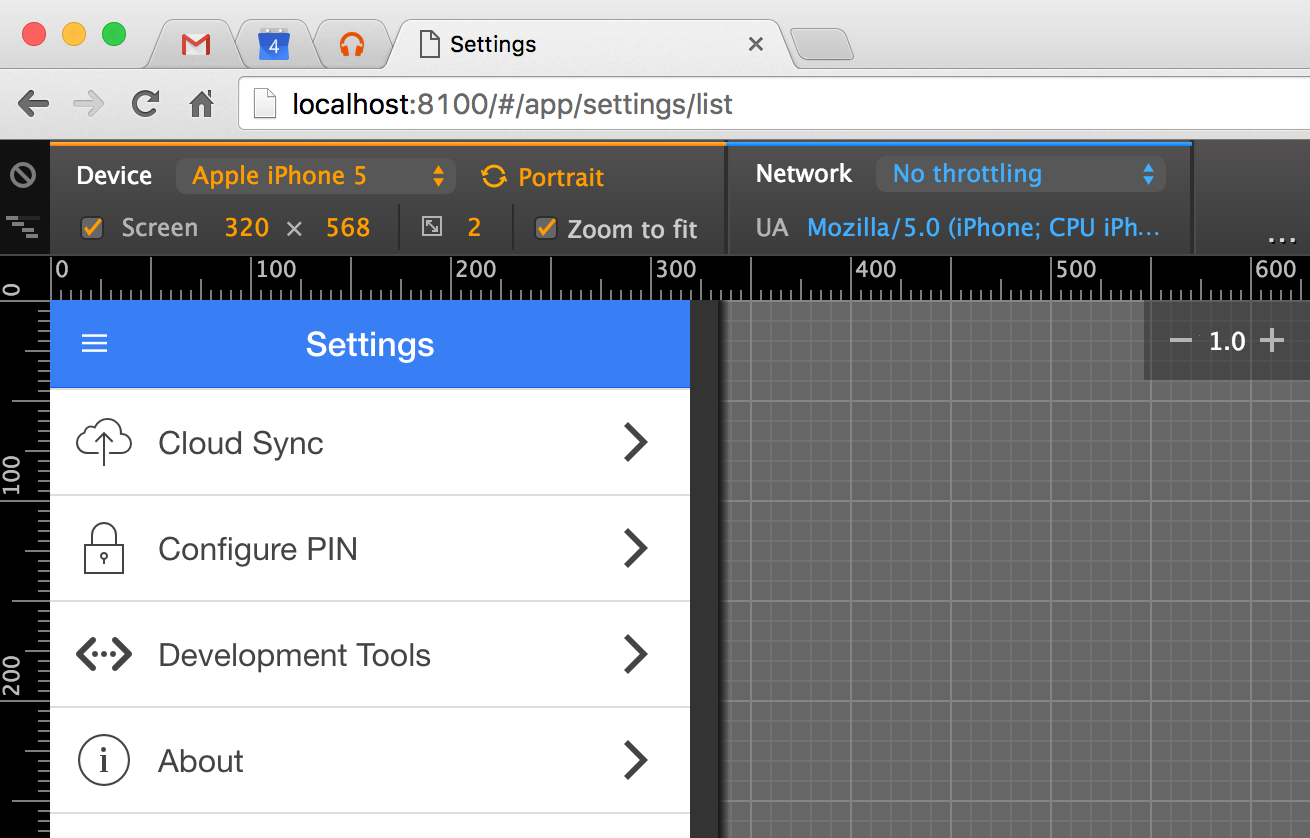 4
Settings
localhost:8100/#/app/settings/list
Device Apple iPhone 5 Portrait Network No throttling
Screen 320 × 568 2 Zoom to fit UA Mozilla/5.0 (iPhone; CPU iPh...
...
0 100 200 300 400 500 600
0
Settings
1.0
Cloud Sync
100
Configure PIN
Development Tools
200
About